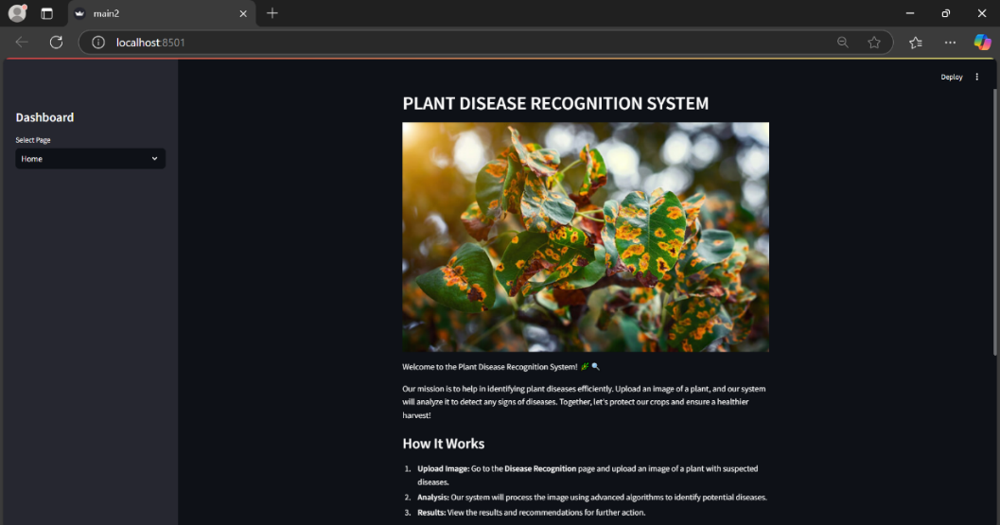 main2
localhost:8501
Deploy
Dashboard
Select Page
Home
PLANT DISEASE RECOGNITION SYSTEM
Welcome to the Plant Disease Recognition System! 🌿🔍
Our mission is to help in identifying plant diseases efficiently. Upload an image of a plant, and our system
will analyze it to detect any signs of diseases. Together, let's protect our crops and ensure a healthier
harvest!
How It Works
1. Upload Image: Go to the Disease Recognition page and upload an image of a plant with suspected
diseases.
2. Analysis: Our system will process the image using advanced algorithms to identify potential diseases.
3. Results: View the results and recommendations for further action.